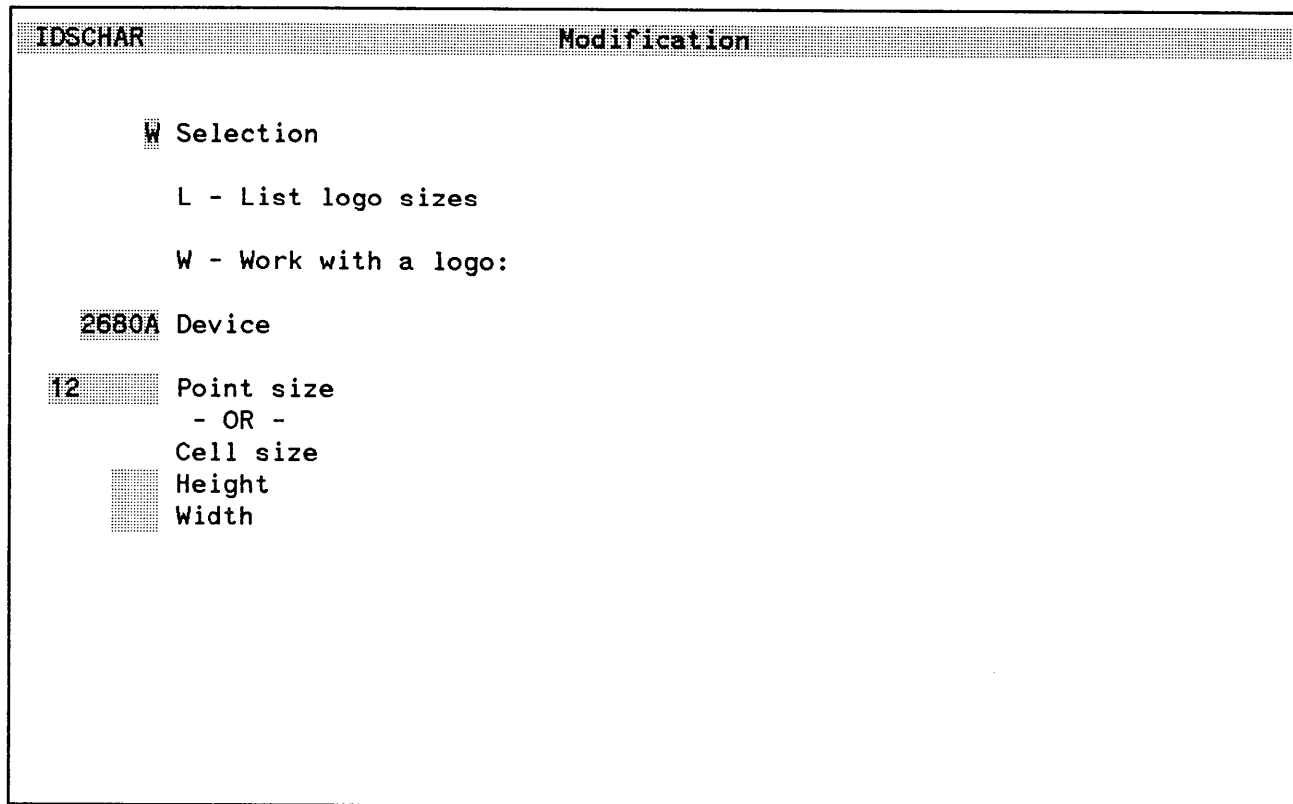 IDSCHAR Modification
W Selection
L - List logo sizes
W - Work with a logo:
2680A Device
12 Point size
- OR -
Cell size
Height
Width